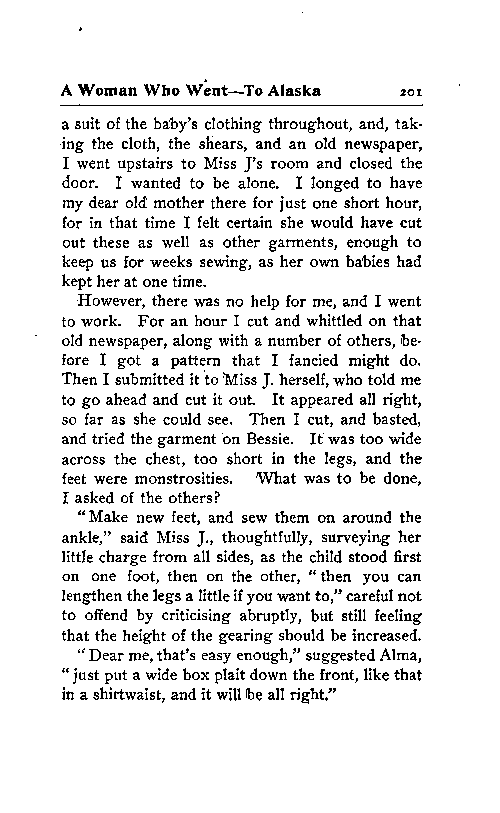 A Woman Who Went—To Alaska 201
a suit of the baby's clothing throughout, and, tak-
ing the cloth, the shears, and an old newspaper,
I went upstairs to Miss J's room and closed the
door. I wanted to be alone. I longed to have
my dear old mother there for just one short hour,
for in that time I felt certain she would have cut
out these as well as other garments, enough to
keep us for weeks sewing, as her own babies had
kept her at one time.
However, there was no help for me, and I went
to work. For an hour I cut and whittled on that
old newspaper, along with a number of others, be-
fore I got a pattern that I fancied might do.
Then I submitted it to Miss J. herself, who told me
to go ahead and cut it out. It appeared all right,
so far as she could see. Then I cut, and basted,
and tried the garment on Bessie. It was too wide
across the chest, too short in the legs, and the
feet were monstrosities. What was to be done,
I asked of the others?
"Make new feet, and sew them on around the
ankle," said Miss J., thoughtfully, surveying her
little charge from all sides, as the child stood first
on one foot, then on the other, "then you can
lengthen the legs a little if you want to," careful not
to offend by criticising abruptly, but still feeling
that the height of the gearing should be increased.
"Dear me, that's easy enough," suggested Alma,
"just put a wide box plait down the front, like that
in a shirtwaist, and it will be all right."